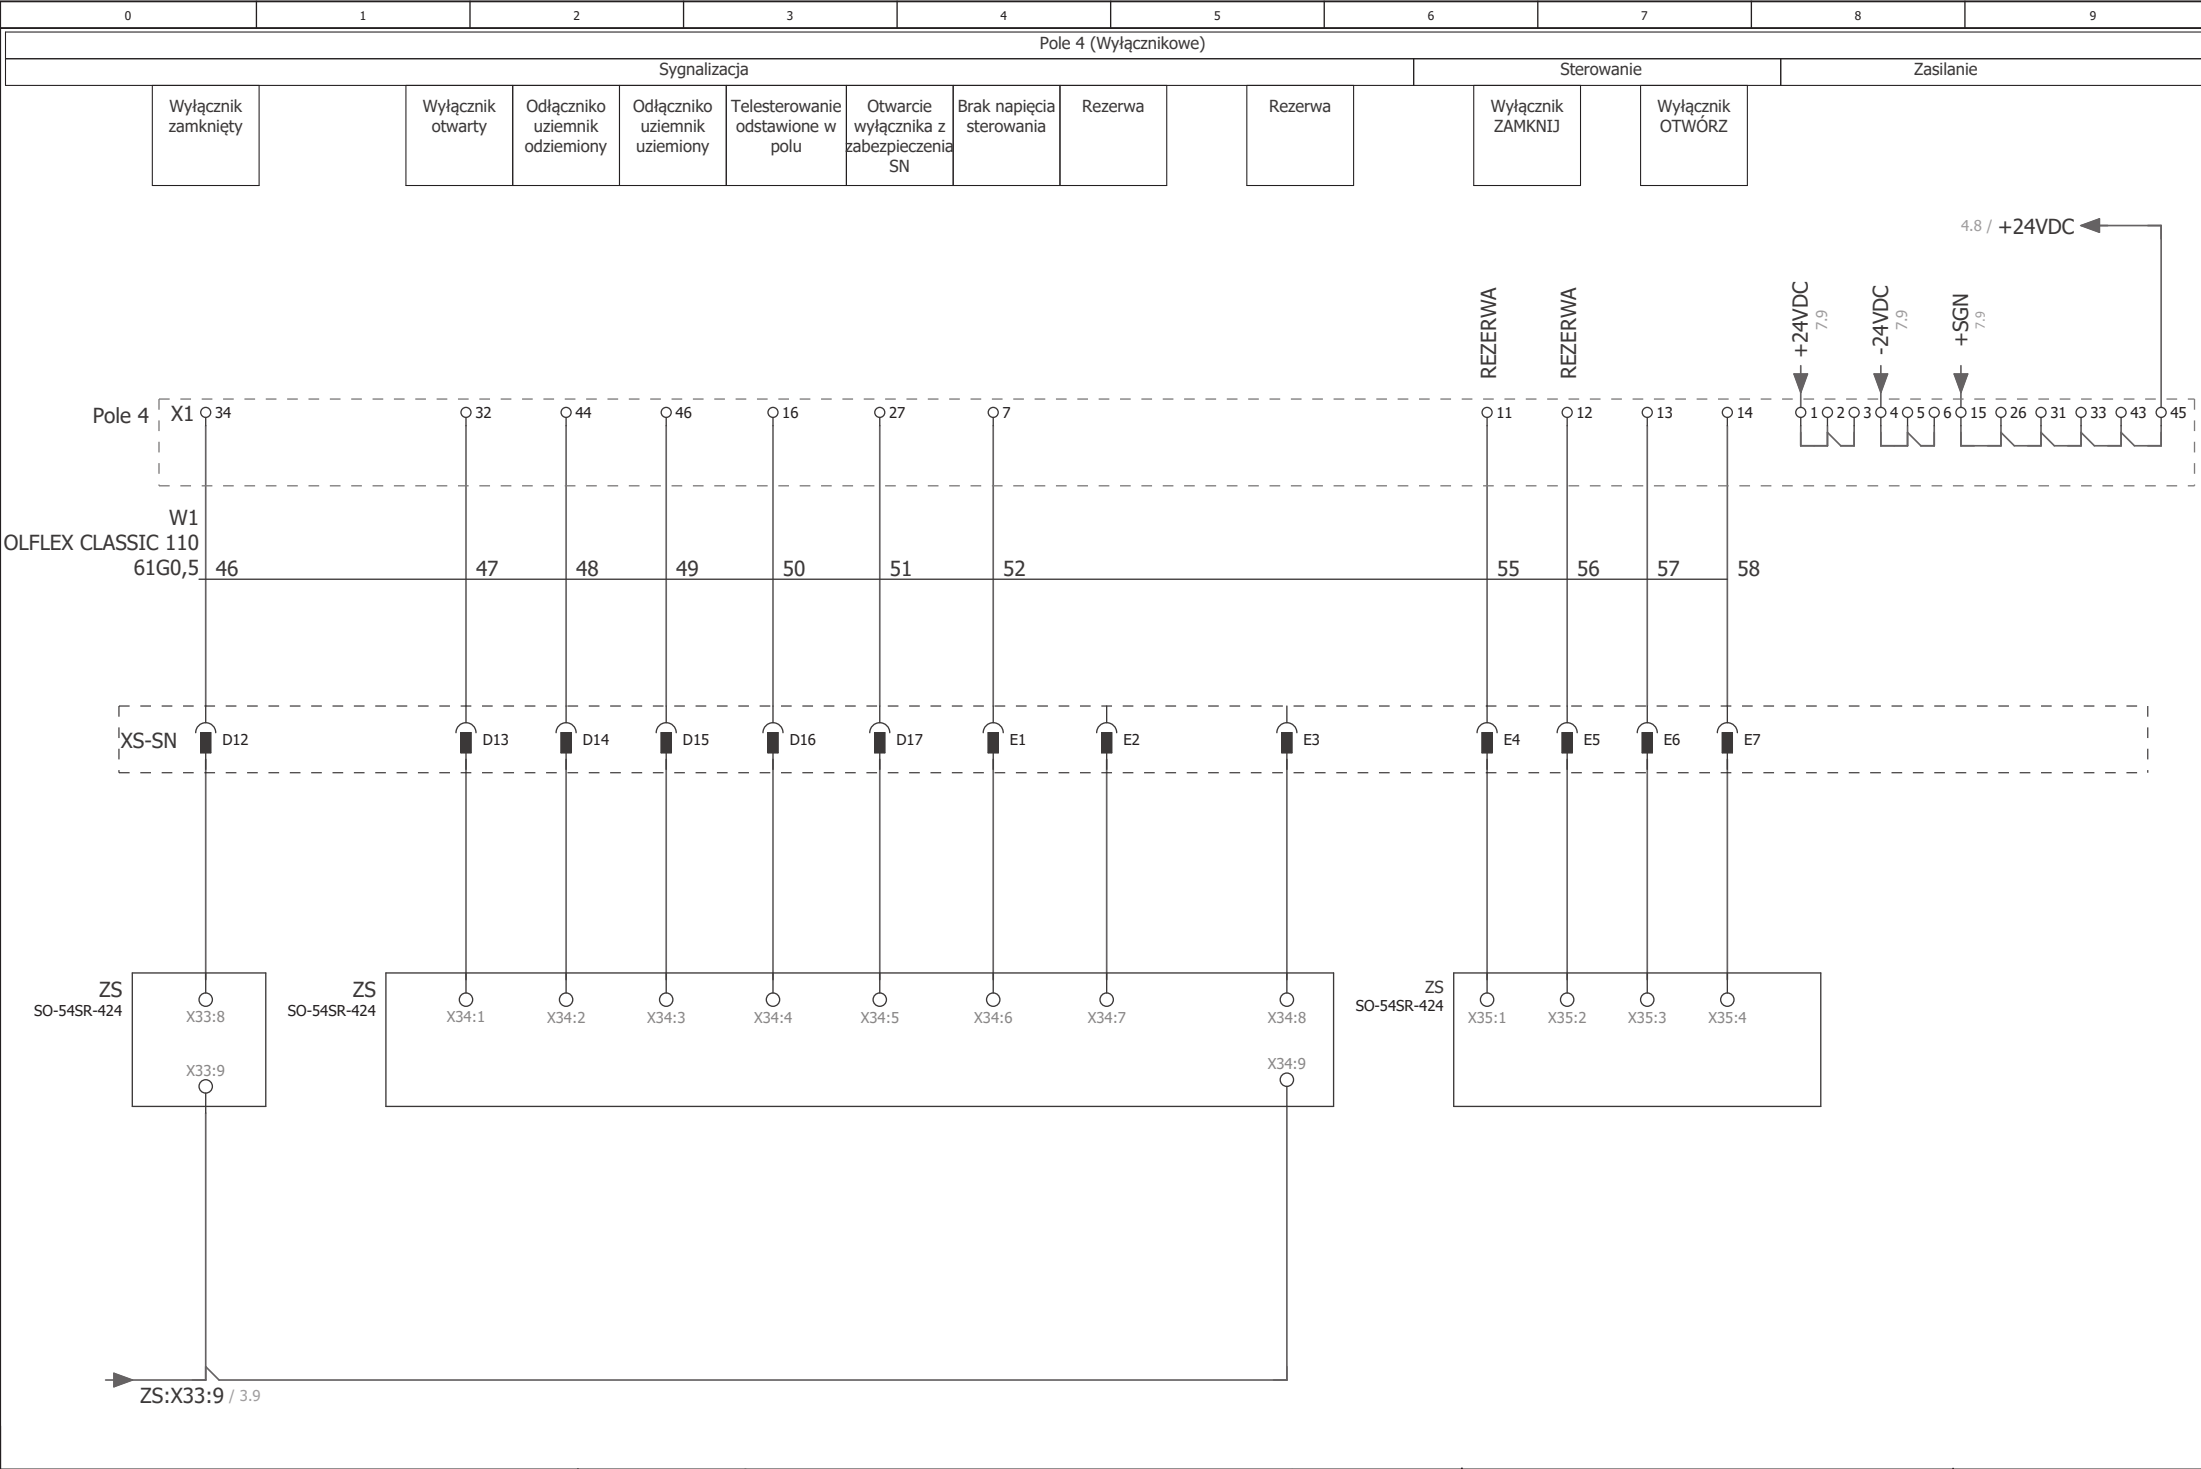 0 1 2 3 4 5 6 7 8 9
Pole 4 (Wyłącznikowe)
Sygnalizacja Sterowanie Zasilanie
Wyłącznik
zamknięty
Wyłącznik
otwarty
Odłączniko
uziemnik
odziemiony
Odłączniko
uziemnik
uziemiony
Telesterowanie
odstawione w
polu
Otwarcie
wyłącznika z
zabezpieczenia
SN
Brak napięcia
sterowania
Rezerwa
Rezerwa
Wyłącznik
ZAMKNIJ
Wyłącznik
OTWÓRZ
4.8 / +24VDC
REZERWA
REZERWA
+24VDC
7.9
-24VDC
7.9
+SGN
7.9
Pole 4 X1 34 32 44 46 16 27 7 11 12 13 14 1 2 3 4 5 6 15 26 31 33 43 45
W1
OLFLEX CLASSIC 110
61G0,5 46 47 48 49 50 51 52 55 56 57 58
XS-SN D12 D13 D14 D15 D16 D17 E1 E2 E3 E4 E5 E6 E7
ZS
SO-54SR-424
X33:8
X33:9
ZS
SO-54SR-424
X34:1 X34:2 X34:3 X34:4 X34:5 X34:6 X34:7 X34:8
X34:9
ZS
SO-54SR-424
X35:1 X35:2 X35:3 X35:4
ZS:X33:9 / 3.9